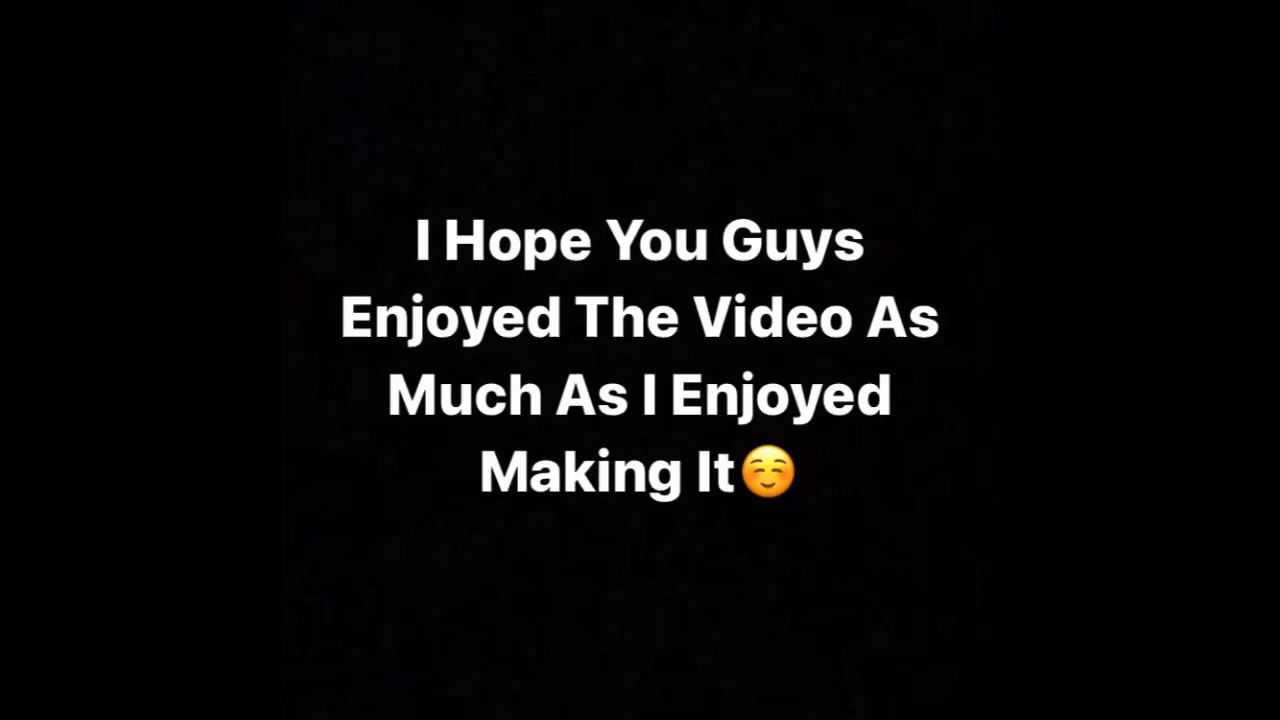 I Hope You Guys
Enjoyed The Video As
Much As I Enjoyed
Making It☺️